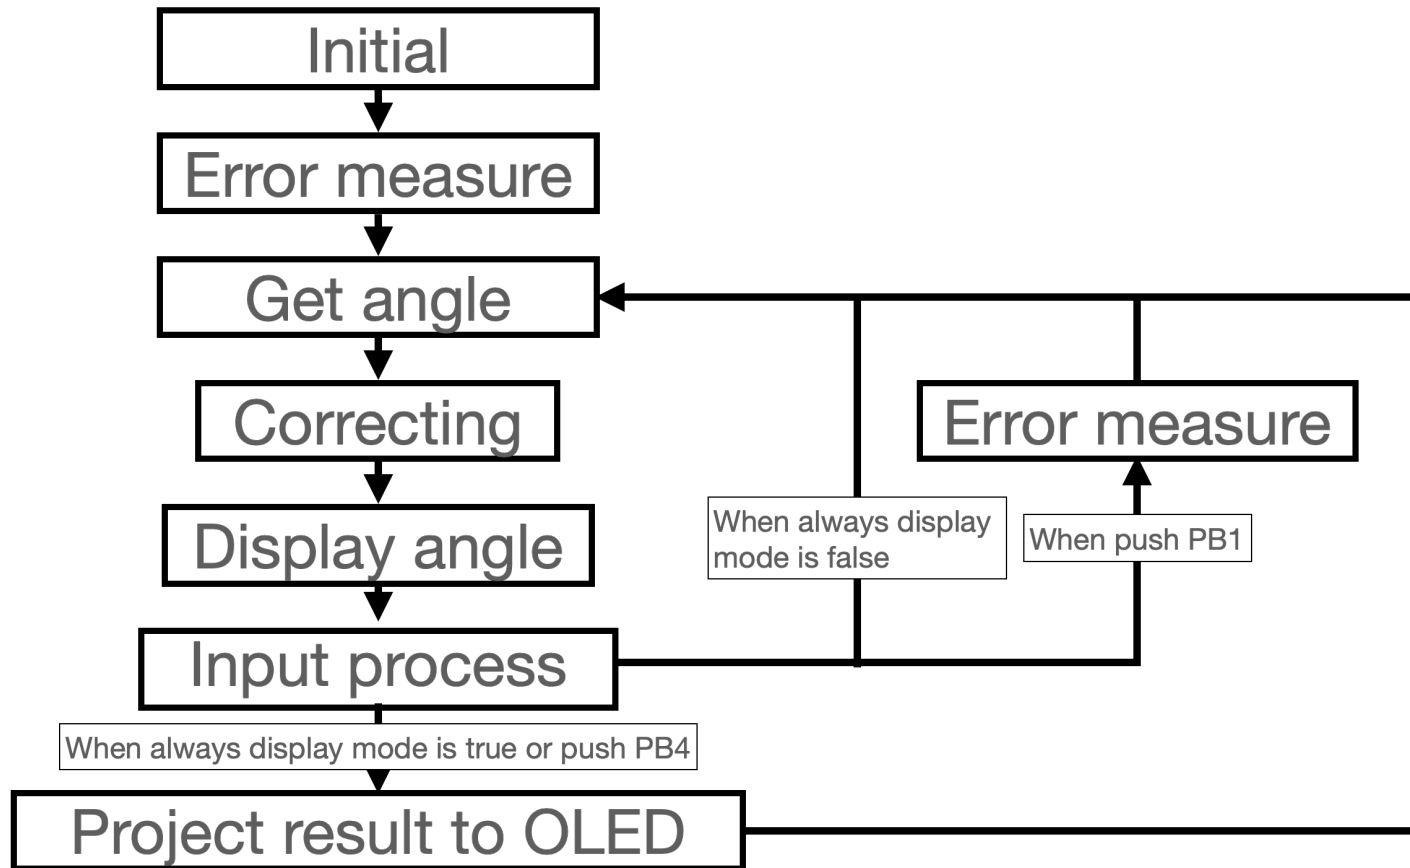 Initial
Error measure
Get angle
Correcting
Error measure
Display angle
When always display
mode is false
When push PB1
Input process
When always display mode is true or push PB4
Project result to OLED